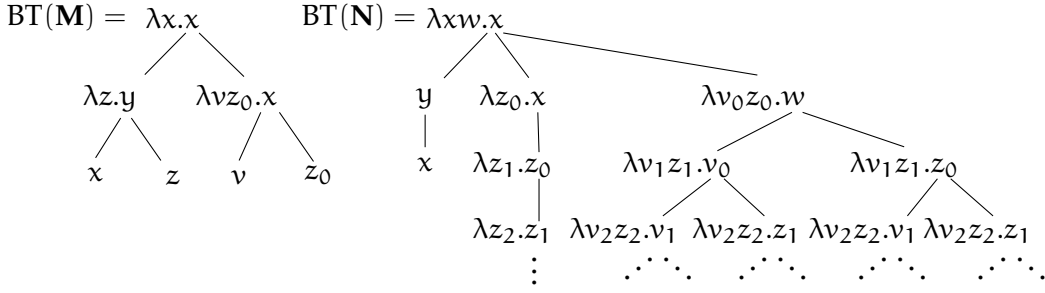 BT(M) = λx.x BT(N) = λxw.x
λz.y λvz₀.x y λz₀.x λv₀z₀.w
x z v z₀ x λz₁.z₀ λv₁z₁.v₀ λv₁z₁.z₀
λz₂.z₁ λv₂z₂.v₁ λv₂z₂.z₁ λv₂z₂.v₁ λv₂z₂.z₁